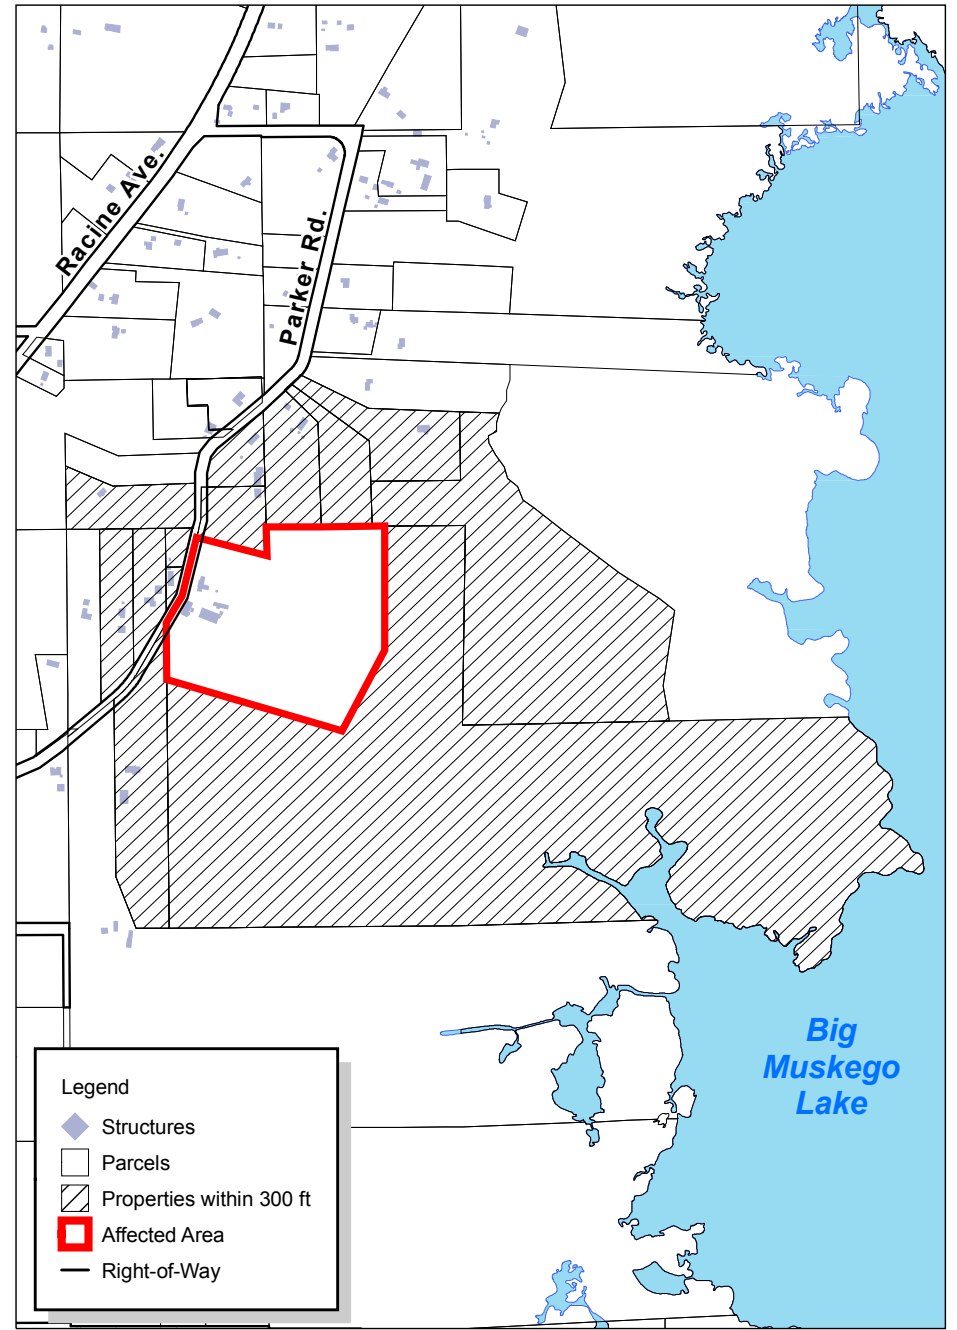 Racine Ave.
Parker Rd.
Big
Muskego
Lake
Legend
Structures
Parcels
Properties within 300 ft
Affected Area
Right-of-Way